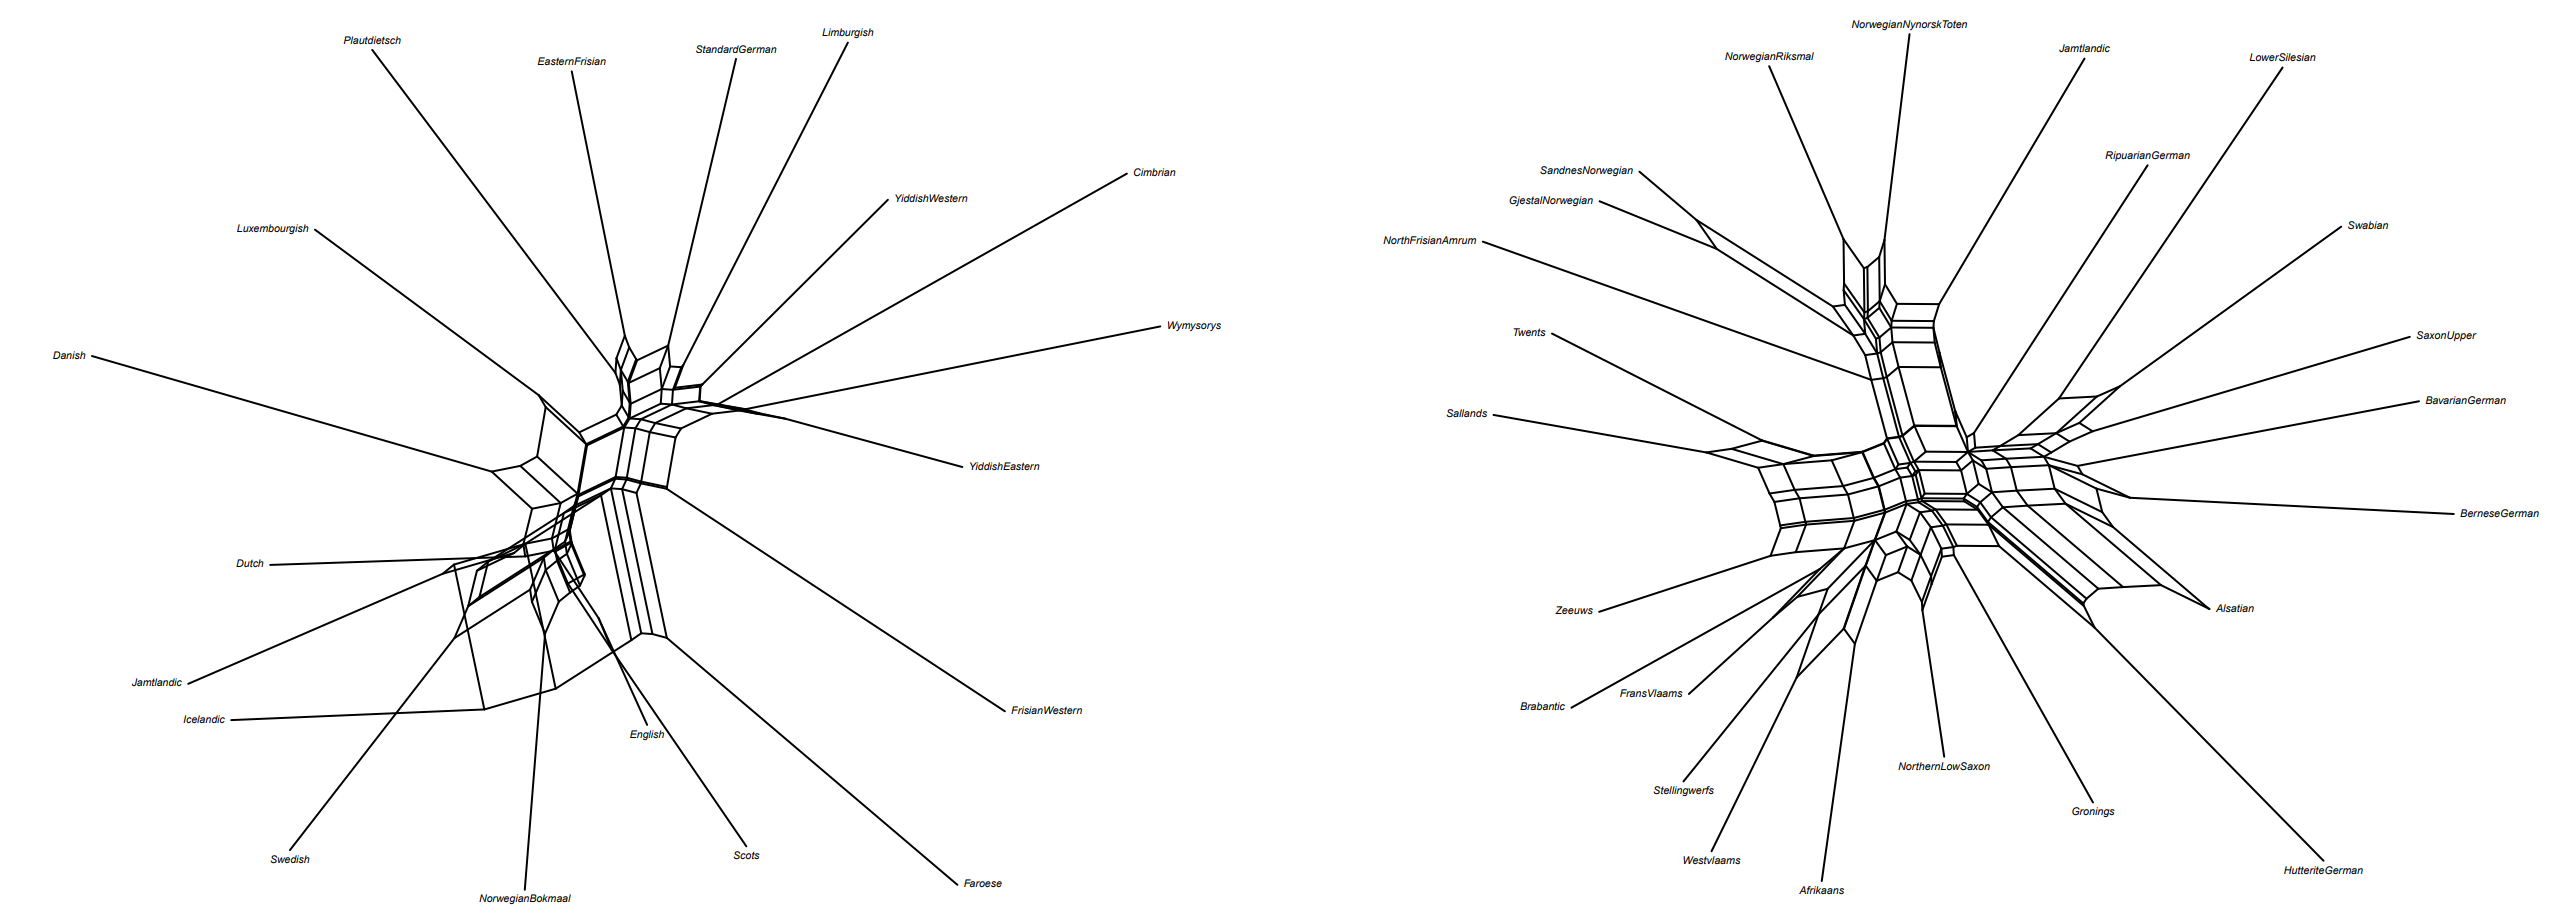 Limburgish
Plautdietsch
StandardGerman
EasternFrisian
Cimbrian
YiddishWestern
Luxembourgish
Wymysorys
Danish
YiddishEastern
Dutch
Jamtlandic
FrisianWestern
Icelandic
English
Scots
Swedish
Faroese
NorwegianBokmaal
NorwegianNynorskToten
Jamtlandic
NorwegianRiksmal
LowerSilesian
RipuarianGerman
SandnesNorwegian
GjestalNorwegian
Swabian
NorthFrisianAmrum
Twents
SaxonUpper
BavarianGerman
Sallands
BerneseGerman
Alsatian
Zeeuws
FransVlaams
Brabantic
NorthernLowSaxon
Stellingwerfs
Gronings
Westvlaams
HutteriteGerman
Afrikaans